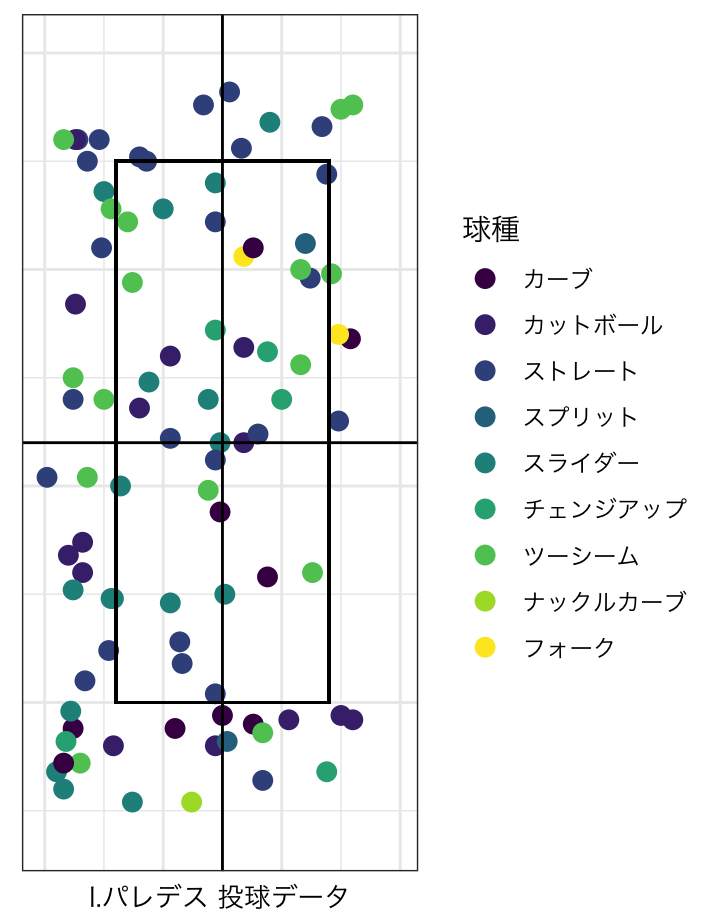 球種
カーブ
カットボール
ストレート
スプリット
スライダー
チェンジアップ
ツーシーム
ナックルカーブ
フォーク
I.パレデス 投球データ